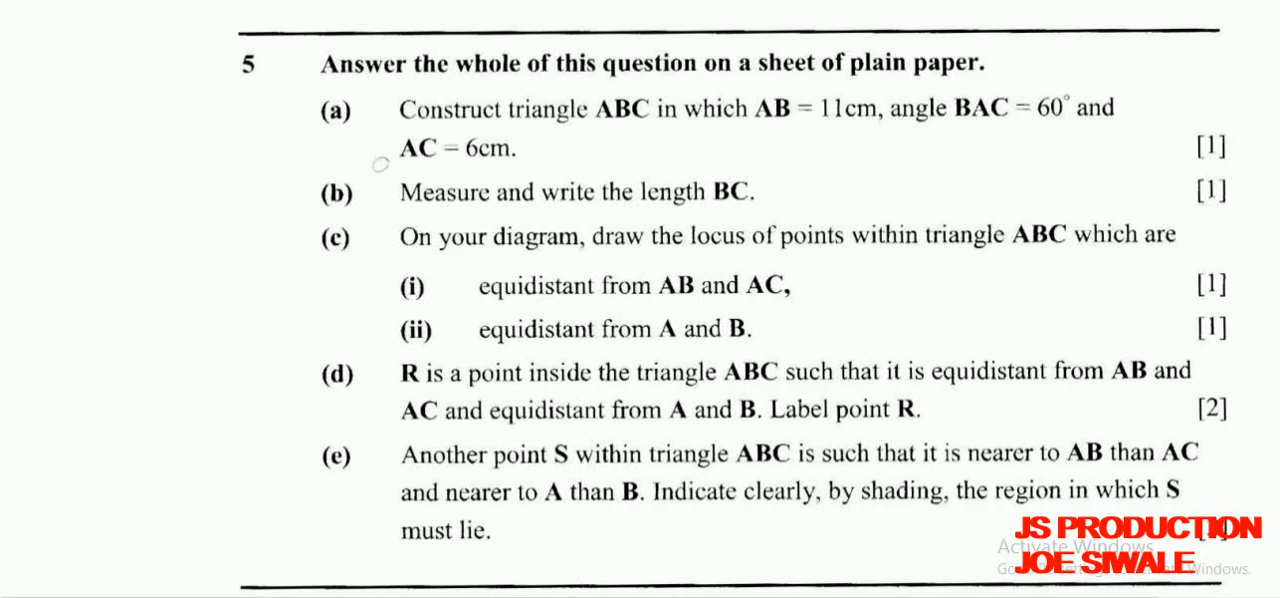 5 Answer the whole of this question on a sheet of plain paper.
(a) Construct triangle ABC in which AB = 11cm, angle BAC = 60° and
AC = 6cm. [1]
(b) Measure and write the length BC. [1]
(c) On your diagram, draw the locus of points within triangle ABC which are
(i) equidistant from AB and AC, [1]
(ii) equidistant from A and B. [1]
(d) R is a point inside the triangle ABC such that it is equidistant from AB and
AC and equidistant from A and B. Label point R. [2]
(e) Another point S within triangle ABC is such that it is nearer to AB than AC
and nearer to A than B. Indicate clearly, by shading, the region in which S
must lie.
JS PRODUCTION
Activate Windows
JOE SIWALE
Windows.